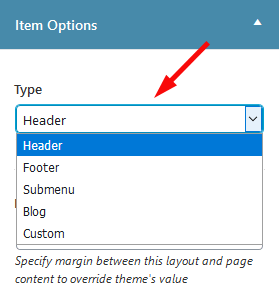 Item Options
Type
Header
Header
Footer
Submenu
Blog
Custom
Specify margin between this layout and page
content to override theme's value